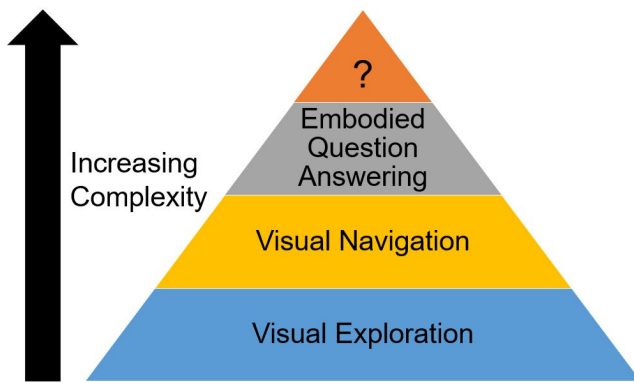 ?
Embodied
Question
Answering
Increasing
Complexity
Visual Navigation
Visual Exploration